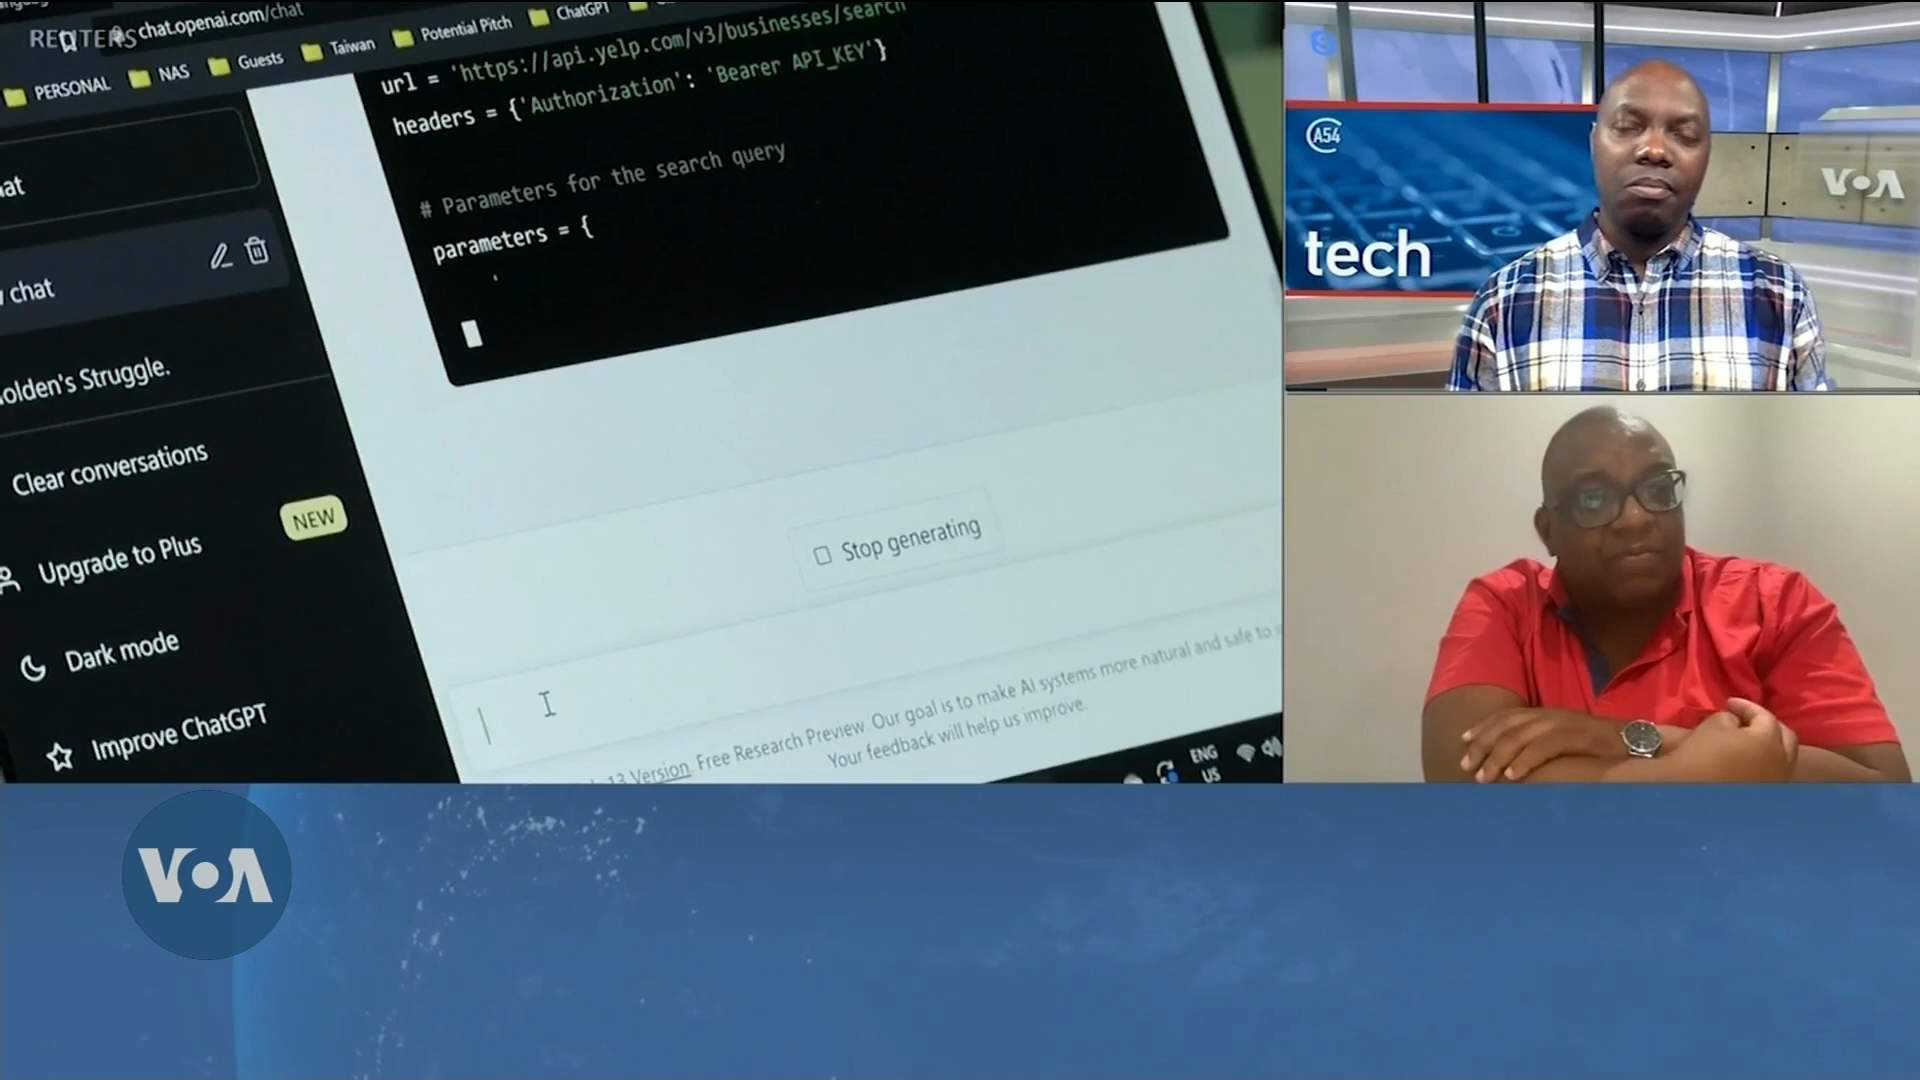 REUTERS
chat.openai.com/chat
PERSONAL
NAS
Guests
Taiwan
Potential Pitch
ChatGPT
url = 'https://api.yelp.com/v3/businesses/search
headers = {'Authorization': 'Bearer API_KEY'}
# Parameters for the search query
parameters = {
'
chat
olden's Struggle.
Clear conversations
Upgrade to Plus
NEW
Dark mode
Improve ChatGPT
Stop generating
13 Version. Free Research Preview. Our goal is to make AI systems more natural and safe to
Your feedback will help us improve.
ENG
US
A54
tech
VOA
VOA